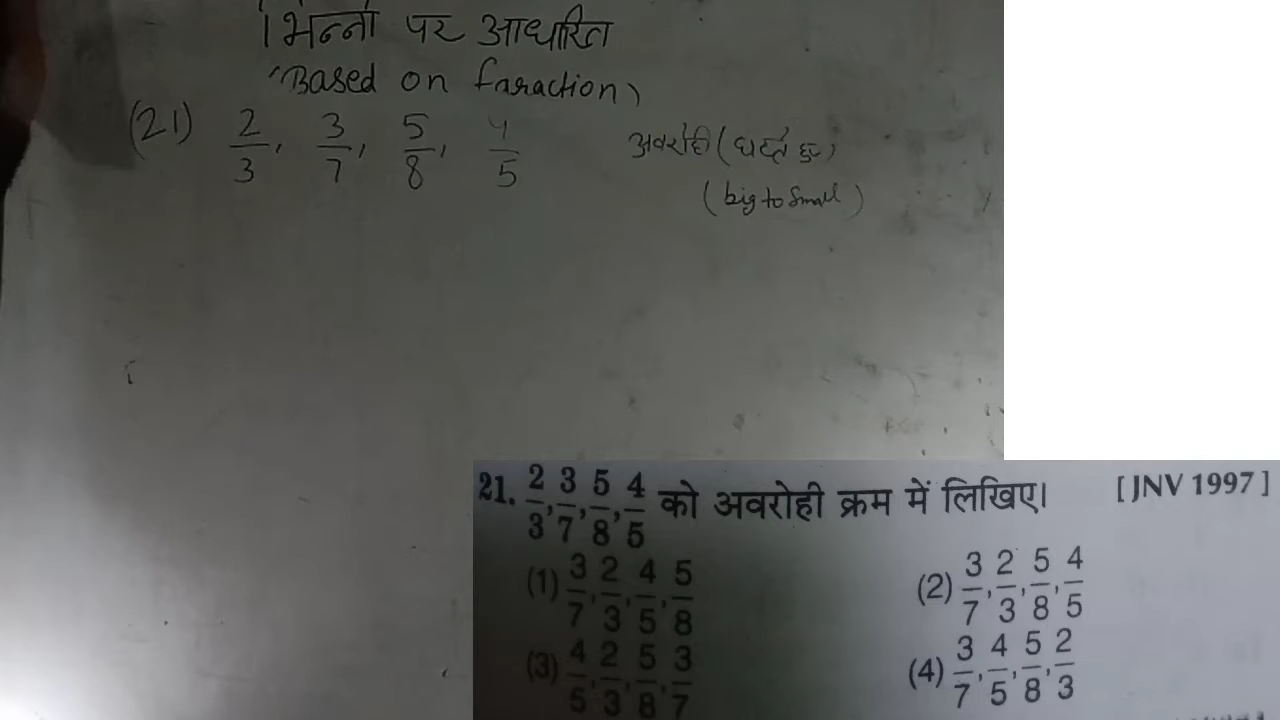 भिन्नो पर आधारित
(Based on faraction)
(21) 2/3, 3/7, 5/8, 4/5 अवरोही (घटते हुए)
(big to small)
21. 2/3, 3/7, 5/8, 4/5 को अवरोही क्रम में लिखिए। [JNV 1997]
(1) 3/7, 2/3, 4/5, 5/8 (2) 3/7, 2/3, 5/8, 4/5
(3) 4/5, 2/3, 5/8, 3/7 (4) 3/7, 4/5, 5/8, 2/3